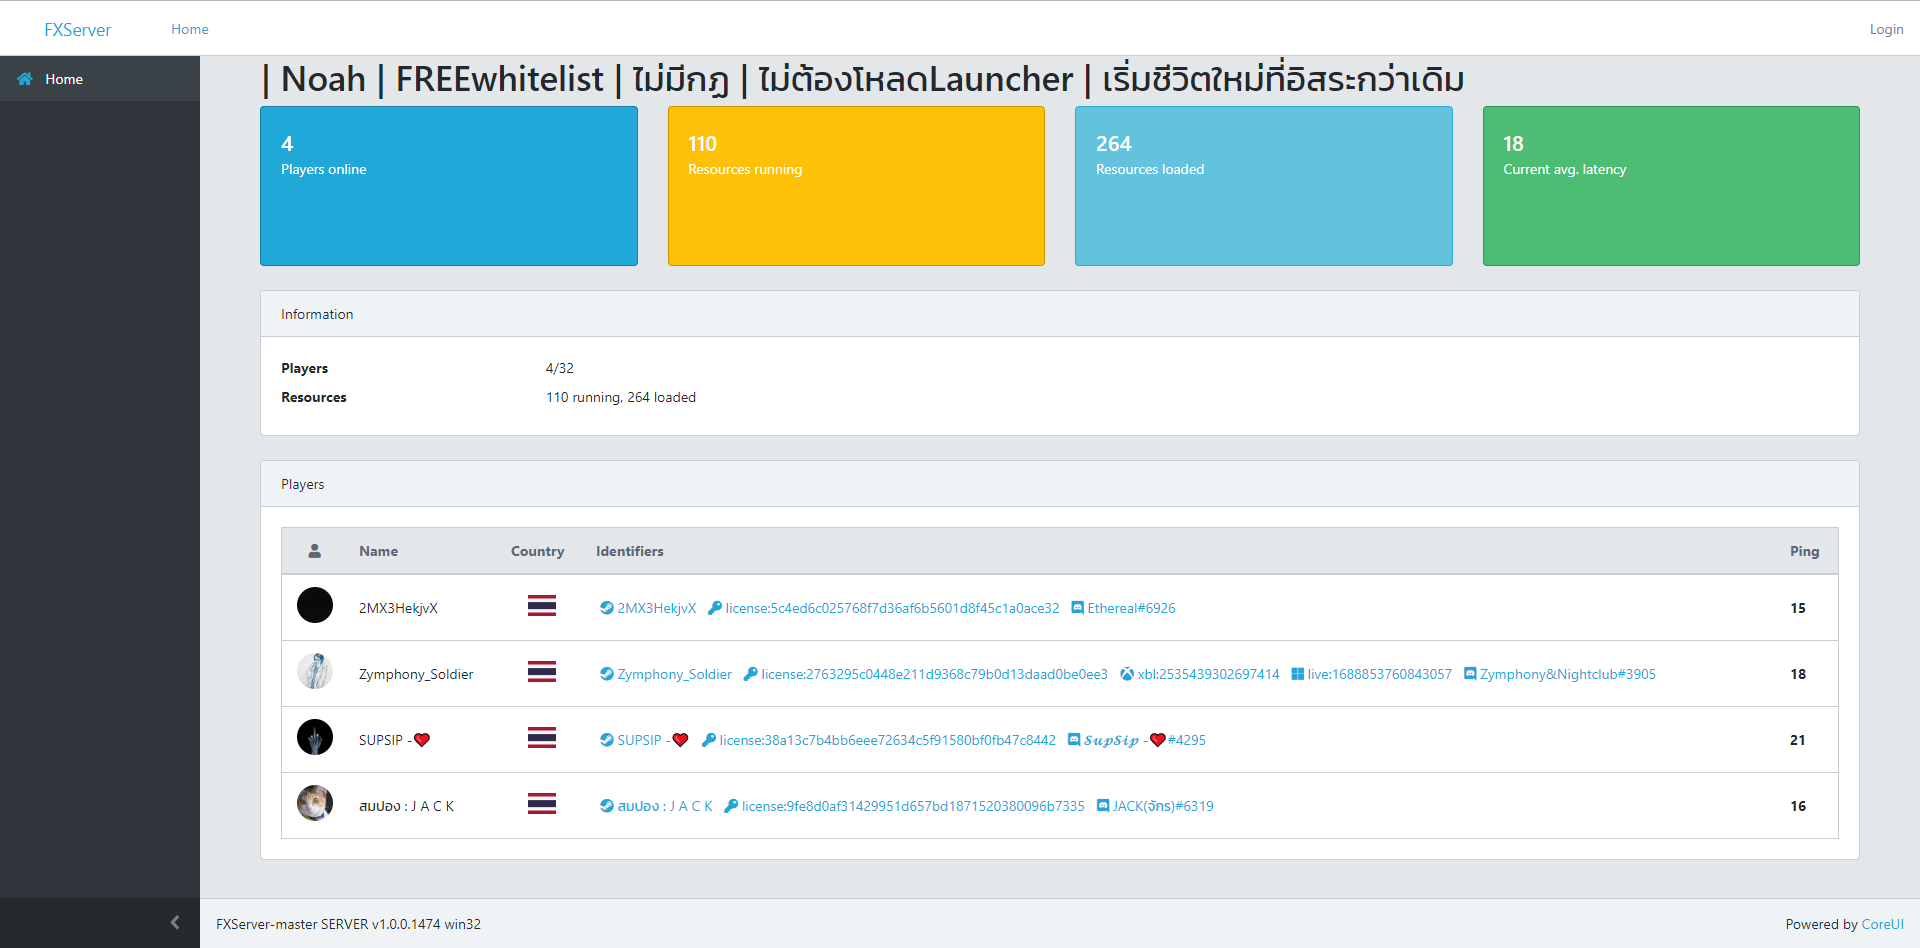 FXServer Home Login
Home
| Noah | FREEwhitelist | ไม่มีกฎ | ไม่ต้องโหลดLauncher | เริ่มชีวิตใหม่ที่อิสระกว่าเดิม
4
Players online
110
Resources running
264
Resources loaded
18
Current avg. latency
Information
Players 4/32
Resources 110 running, 264 loaded
Players
Name Country Identifiers Ping
2MX3HekjvX 2MX3HekjvX license:5c4ed6c025768f7d36af6b5601d8f45c1a0ace32 Ethereal#6926 15
Zymphony_Soldier Zymphony_Soldier license:2763295c0448e211d9368c79b0d13daad0be0ee3 xbl:2535439302697414 live:1688853760843057 Zymphony&Nightclub#3905 18
SUPSIP -❤ SUPSIP -❤ license:38a13c7b4bb6eee72634c5f91580bf0fb47c8442 𝓢𝓾𝓹𝓢𝓲𝓹 -❤#4295 21
สมปอง : J A C K สมปอง : J A C K license:9fe8d0af31429951d657bd1871520380096b7335 JACK(จักร)#6319 16
FXServer-master SERVER v1.0.0.1474 win32 Powered by CoreUI